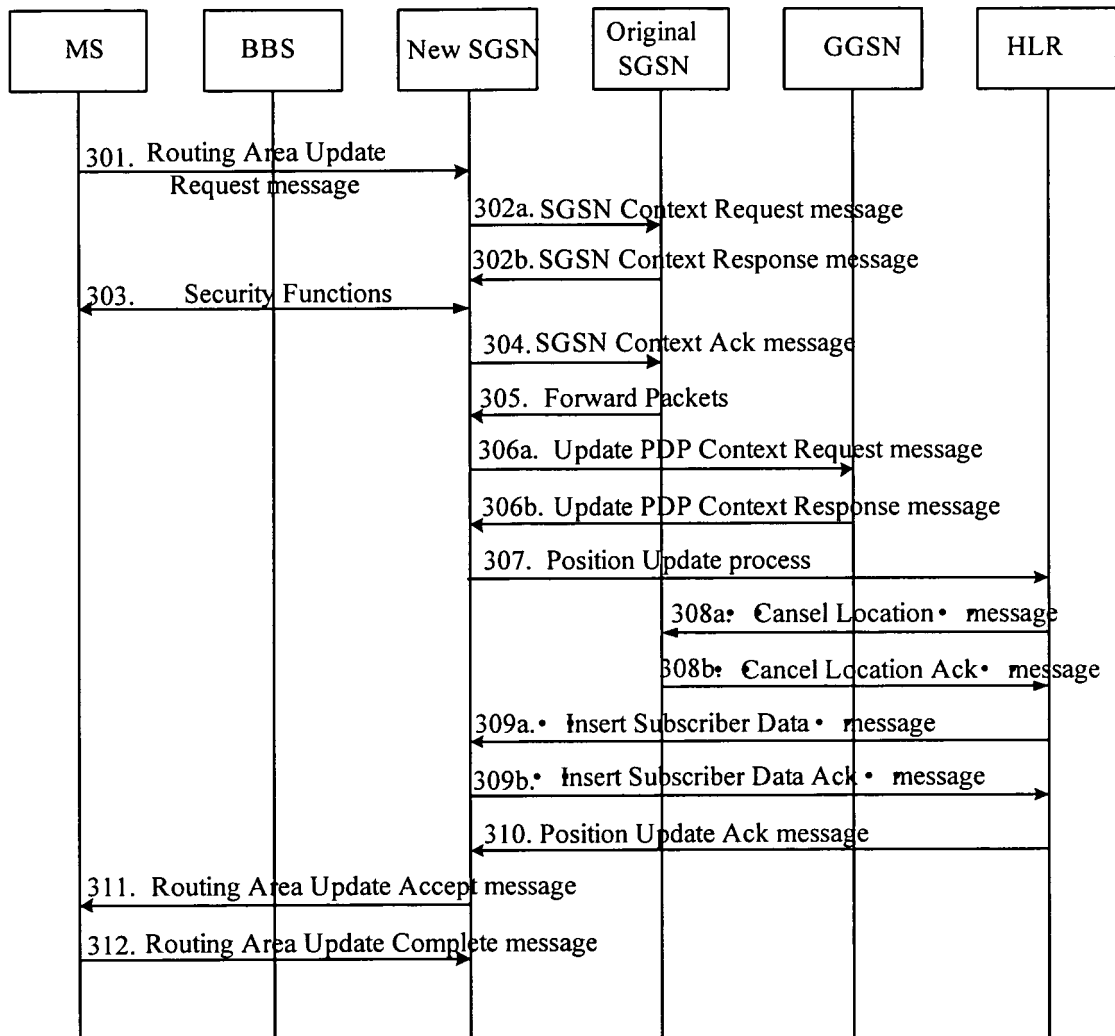 MS
BBS
New SGSN
Original
SGSN
GGSN
HLR
301. Routing Area Update
Request message
302a. SGSN Context Request message
302b. SGSN Context Response message
303. Security Functions
304. SGSN Context Ack message
305. Forward Packets
306a. Update PDP Context Request message
306b. Update PDP Context Response message
307. Position Update process
308a• • Cansel Location • message
308b• • Cancel Location Ack • message
309a. • Insert Subscriber Data • message
309b. • Insert Subscriber Data Ack • message
310. Position Update Ack message
311. Routing Area Update Accept message
312. Routing Area Update Complete message